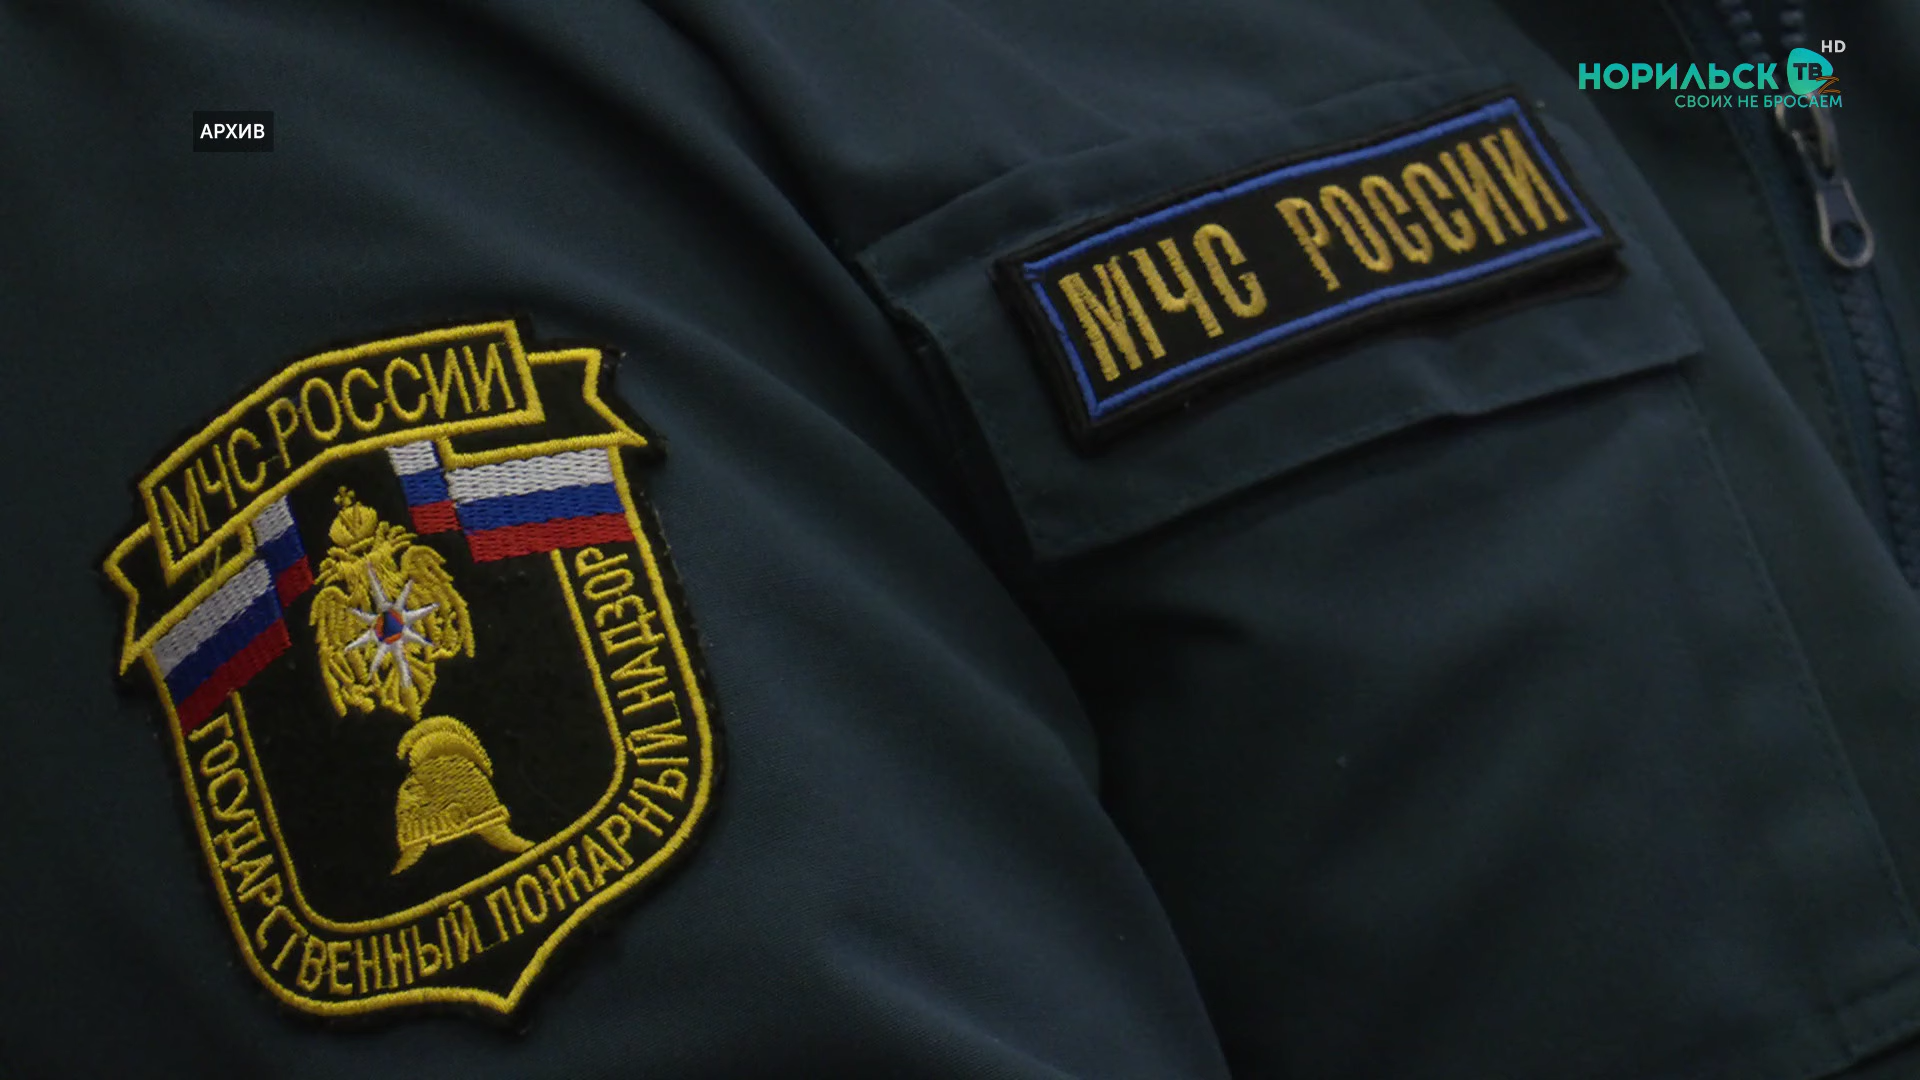 НОРИЛЬСК ТВ HD
СВОИХ НЕ БРОСАЕМ
АРХИВ
МЧС РОССИИ
МЧС РОССИИ
ГОСУДАРСТВЕННЫЙ ПОЖАРНЫЙ НАДЗОР